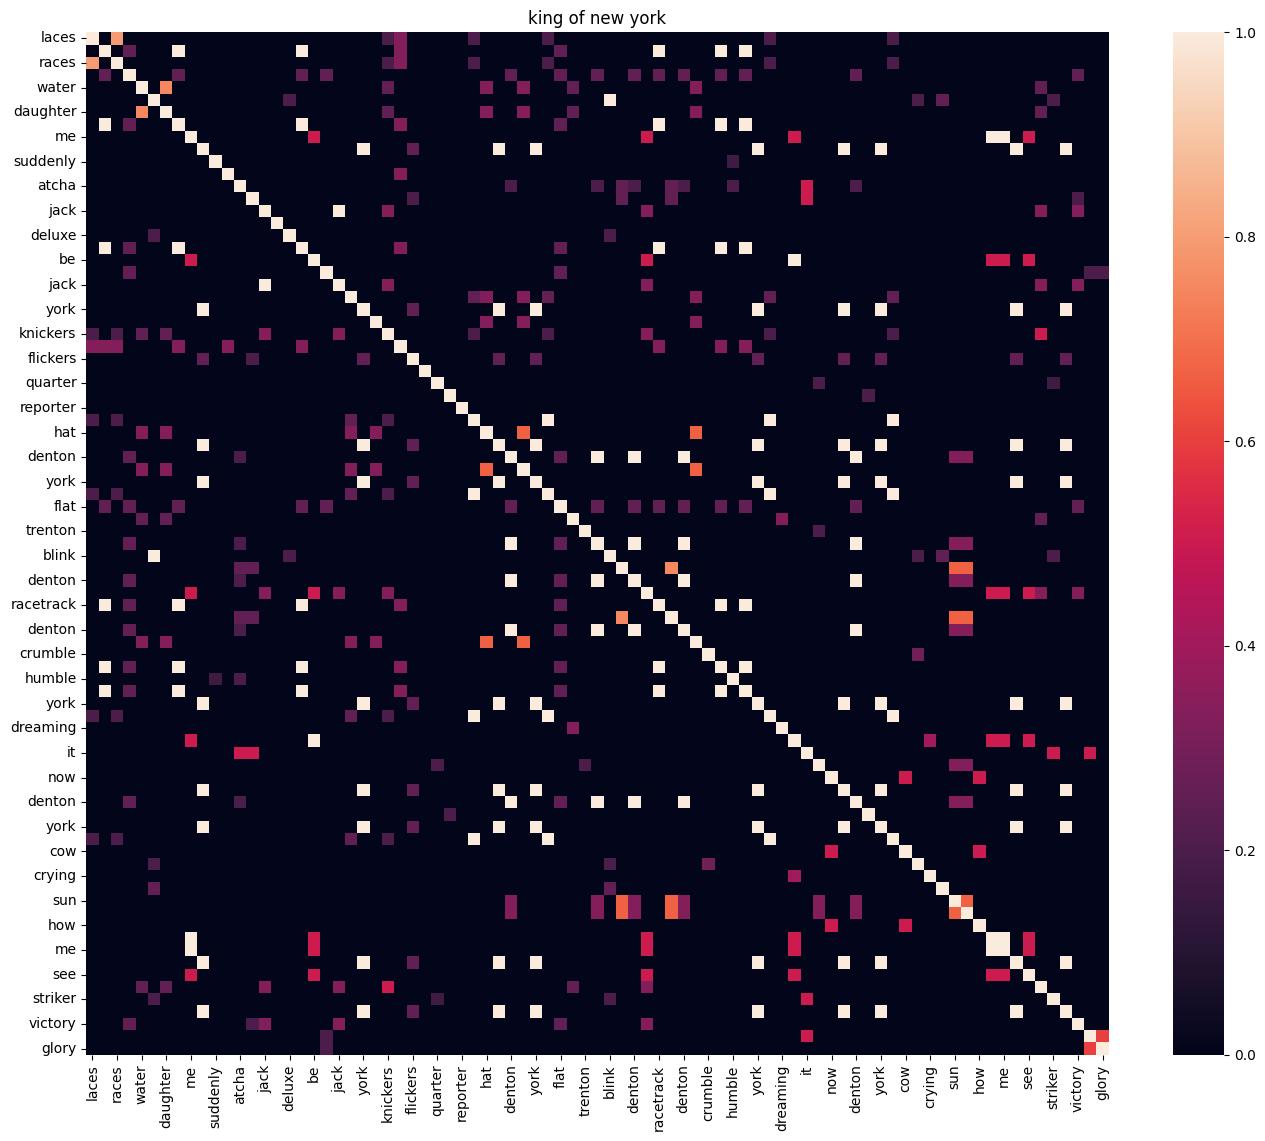 king of new york
laces
races
water
daughter
me
suddenly
atcha
jack
deluxe
be
jack
york
knickers
flickers
quarter
reporter
hat
denton
york
flat
trenton
blink
denton
racetrack
denton
crumble
humble
york
dreaming
it
now
denton
york
cow
crying
sun
how
me
see
striker
victory
glory
1.0
0.8
0.6
0.4
0.2
0.0
laces
races
water
daughter
me
suddenly
atcha
jack
deluxe
be
jack
york
knickers
flickers
quarter
reporter
hat
denton
york
flat
trenton
blink
denton
racetrack
denton
crumble
humble
york
dreaming
it
now
denton
york
cow
crying
sun
how
me
see
striker
victory
glory